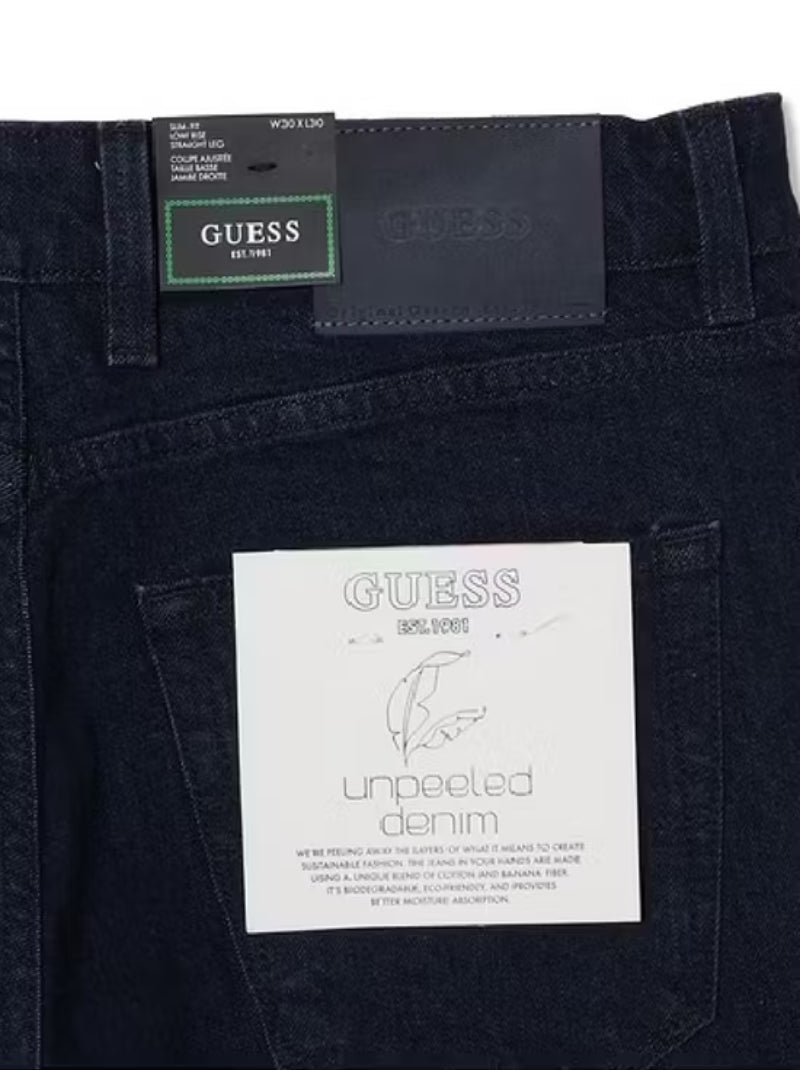 SLIM FIT
W30 X L30
LOW RISE
STRAIGHT LEG
COUPE AJUSTÉE
TAILLE BASSE
JAMBE DROITE
GUESS
EST. 1981
GUESS
Original
GUESS
EST. 1981
unpeeled
denim
WE'RE PEELING AWAY THE LAYERS OF WHAT IT MEANS TO CREATE
SUSTAINABLE FASHION. THE JEANS IN YOUR HANDS ARE MADE
USING A UNIQUE BLEND OF COTTON AND BANANA FIBER.
IT'S BIODEGRADABLE, ECO-FRIENDLY, AND PROVIDES
BETTER MOISTURE ABSORPTION.